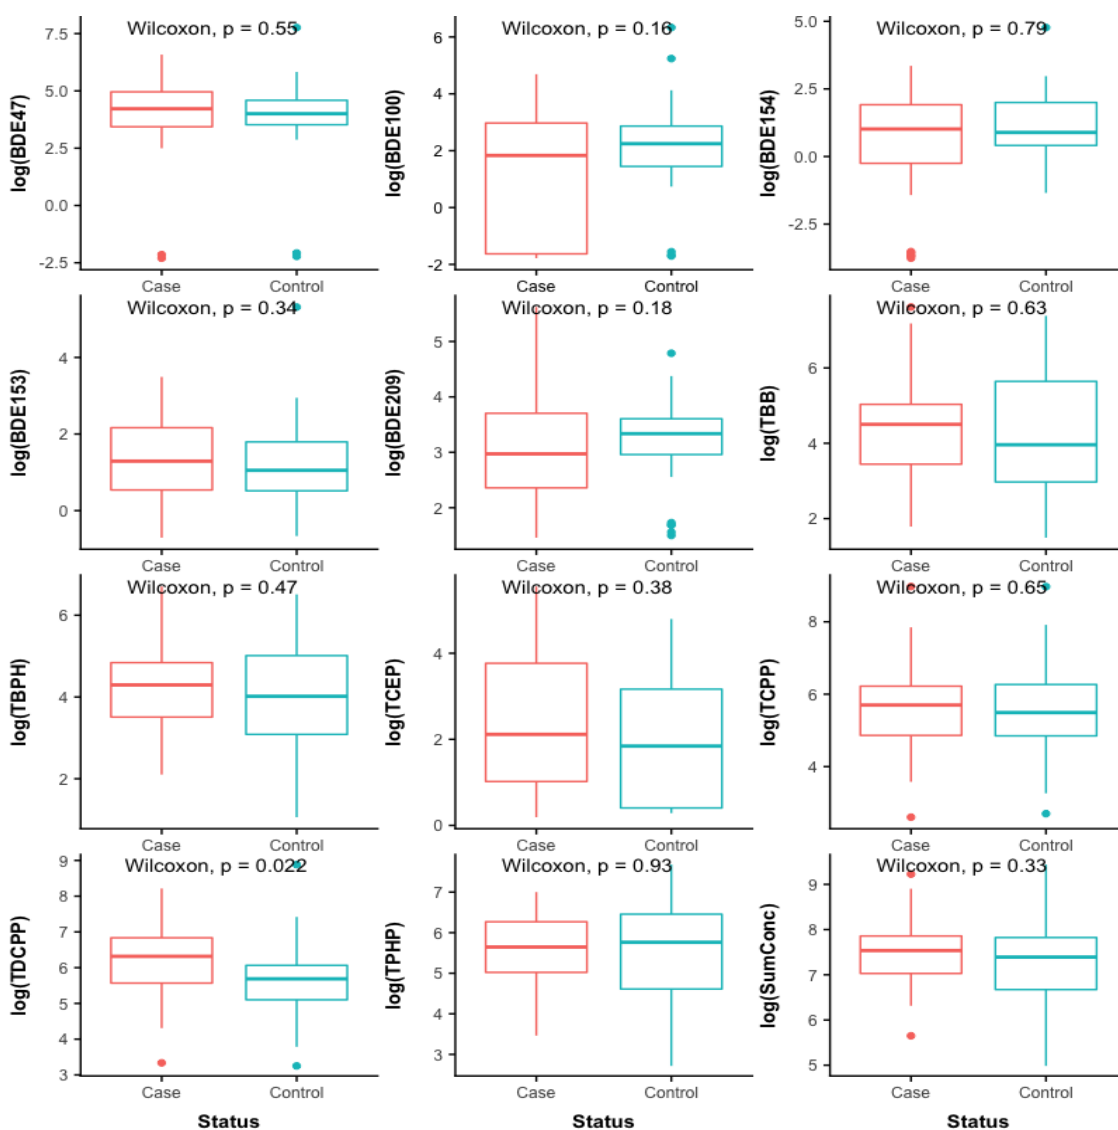 Wilcoxon, p = 0.55
7.5
5.0
2.5
0.0
-2.5
log(BDE47)
Case Control
Wilcoxon, p = 0.16
6
4
2
0
-2
log(BDE100)
Case Control
Wilcoxon, p = 0.79
5.0
2.5
0.0
-2.5
log(BDE154)
Case Control
Wilcoxon, p = 0.34
4
2
0
log(BDE153)
Case Control
Wilcoxon, p = 0.18
5
4
3
2
log(BDE209)
Case Control
Wilcoxon, p = 0.63
6
4
2
log(TBB)
Case Control
Wilcoxon, p = 0.47
6
4
2
log(TBPH)
Case Control
Wilcoxon, p = 0.38
4
2
0
log(TCEP)
Case Control
Wilcoxon, p = 0.65
8
6
4
log(TCPP)
Case Control
Wilcoxon, p = 0.022
9
8
7
6
5
4
3
log(TDCPP)
Case Control
Status
Wilcoxon, p = 0.93
7
6
5
4
3
log(TPHP)
Case Control
Status
Wilcoxon, p = 0.33
9
8
7
6
5
log(SumConc)
Case Control
Status